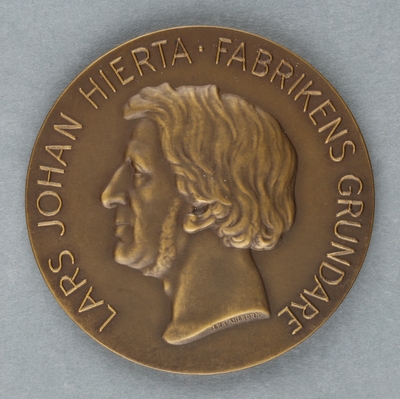 LARS JOHAN HIERTA · FABRIKENS GRUNDARE